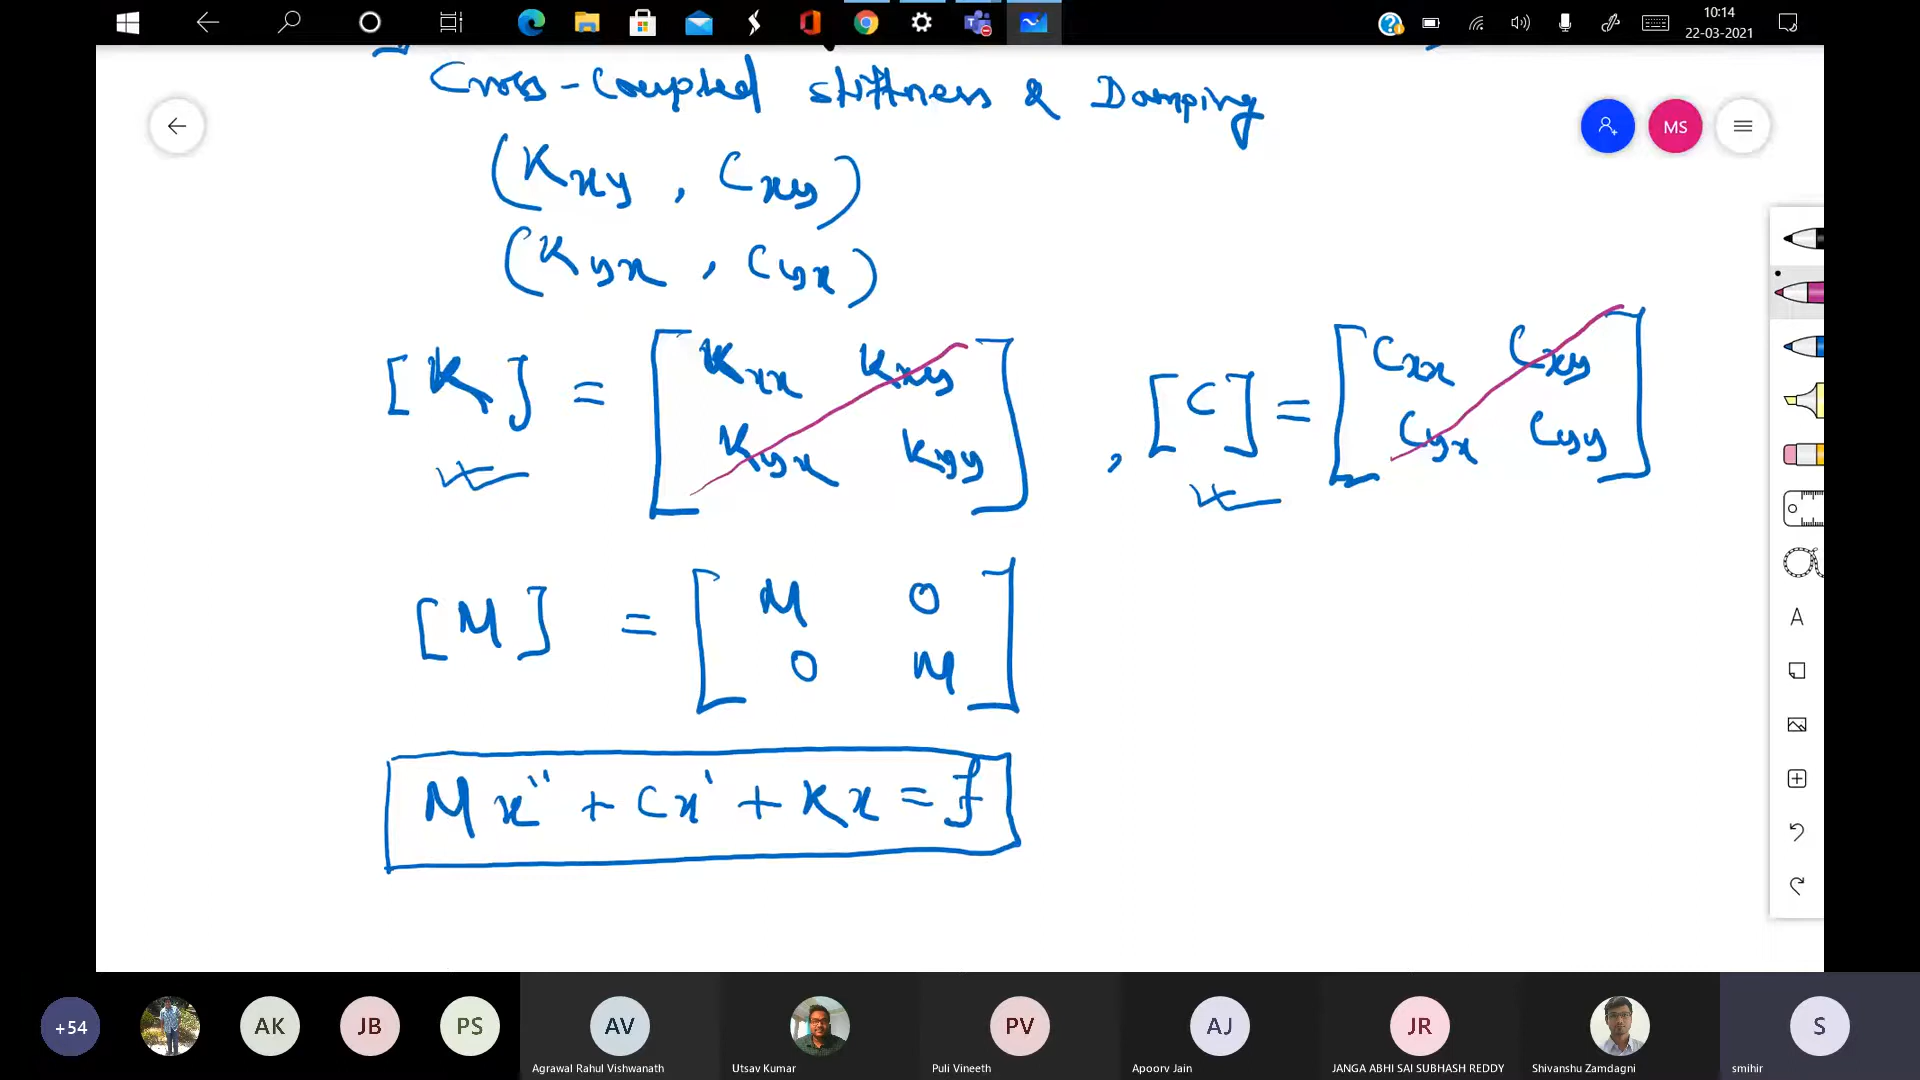 10:14
22-03-2021
Cross-Coupled stiffness & Damping
MS
(Kxy, Cxy)
(Kyx, Cyx)
[K] = [Kxx Kxy
Kyx Kyy], [C] = [Cxx Cxy
Cyx Cyy]
[M] = [M 0
0 M]
Mx'' + Cx' + Kx = f
A
+54
AK
JB
PS
AV
PV
AJ
JR
S
Agrawal Rahul Vishwanath
Utsav Kumar
Puli Vineeth
Apoorv Jain
JANGA ABHI SAI SUBHASH REDDY
Shivanshu Zamdagni
smihir